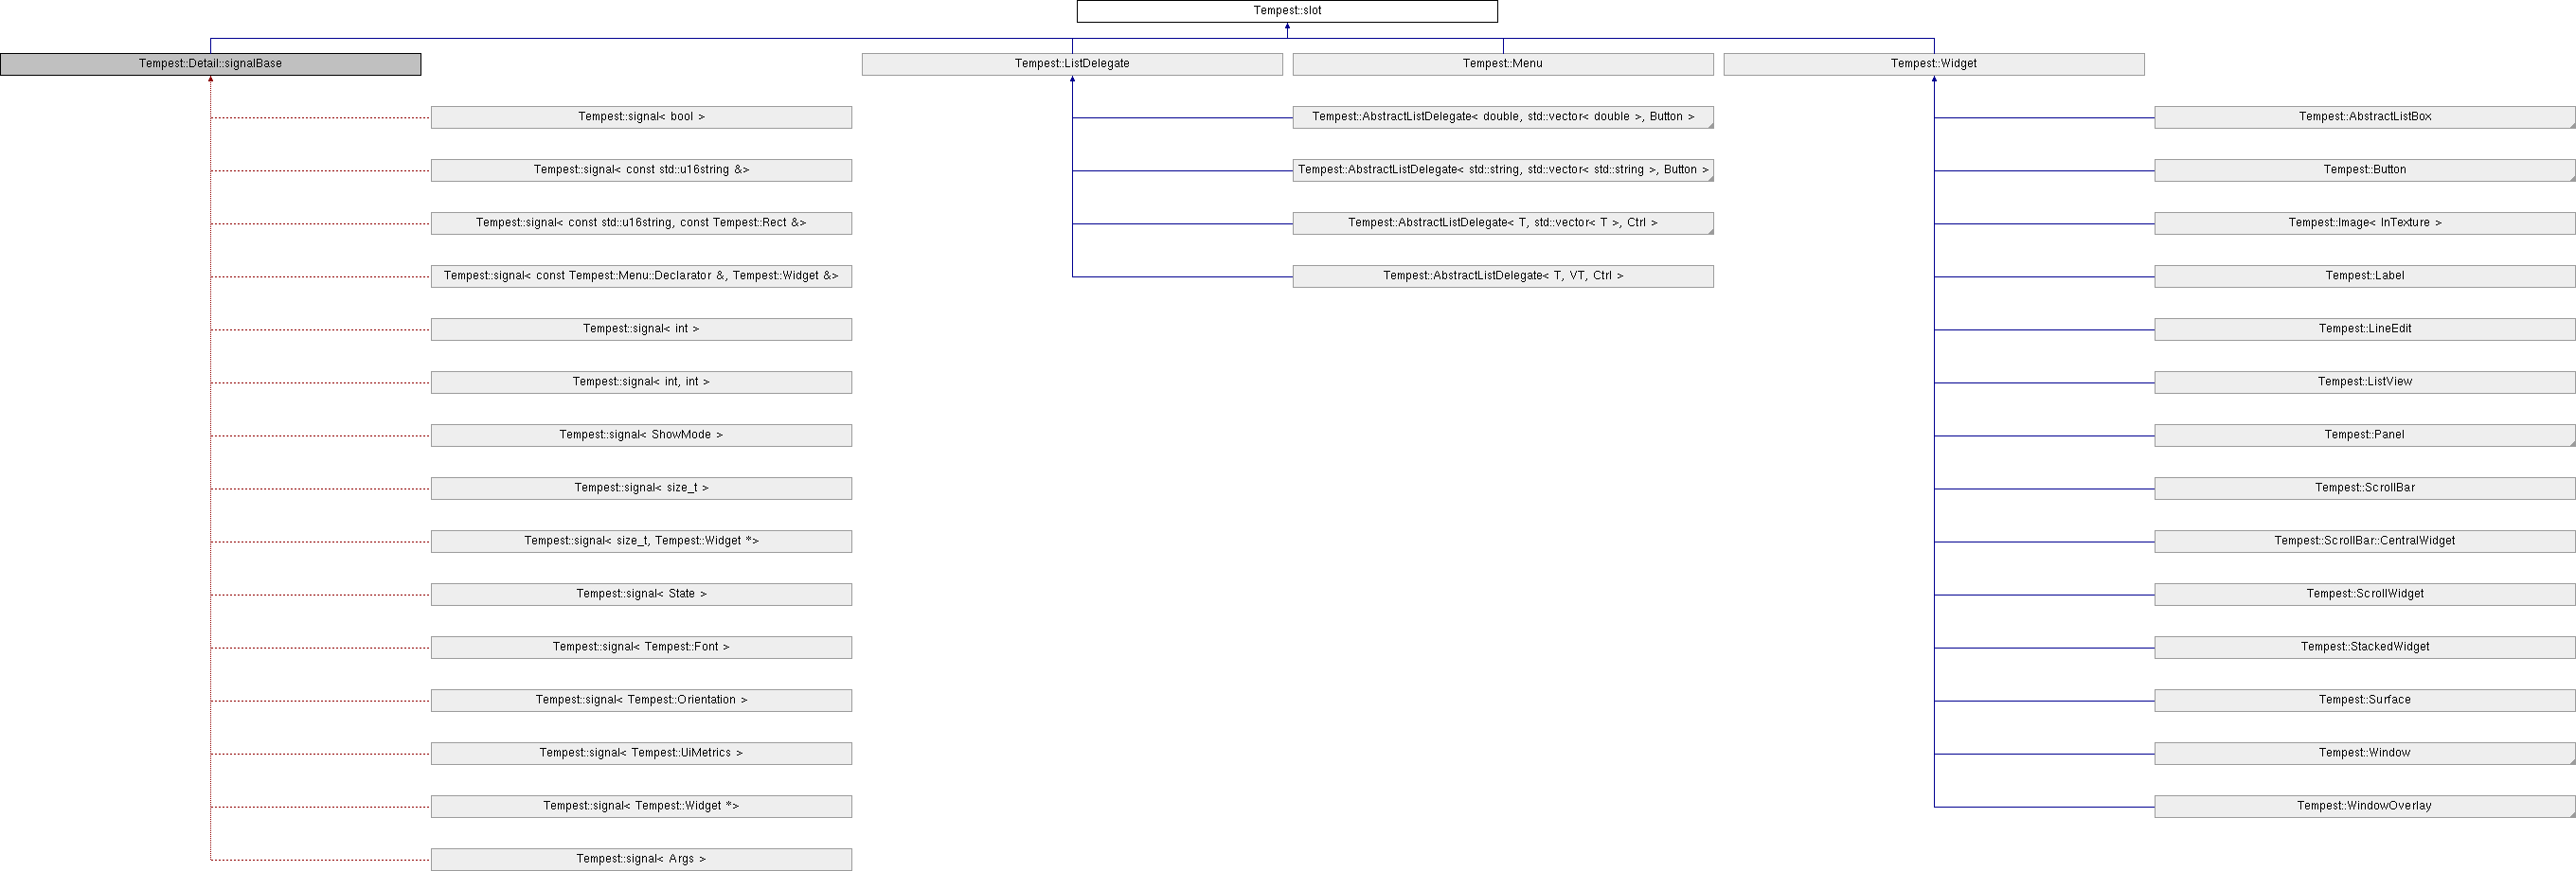 Tempest::slot
Tempest::Detail::signalBase
Tempest::ListDelegate
Tempest::Menu
Tempest::Widget
Tempest::signal< bool >
Tempest::AbstractListDelegate< double, std::vector< double >, Button >
Tempest::AbstractListBox
Tempest::signal< const std::u16string &>
Tempest::AbstractListDelegate< std::string, std::vector< std::string >, Button >
Tempest::Button
Tempest::signal< const std::u16string, const Tempest::Rect &>
Tempest::AbstractListDelegate< T, std::vector< T >, Ctrl >
Tempest::Image< InTexture >
Tempest::signal< const Tempest::Menu::Declarator &, Tempest::Widget &>
Tempest::AbstractListDelegate< T, VT, Ctrl >
Tempest::Label
Tempest::signal< int >
Tempest::LineEdit
Tempest::signal< int, int >
Tempest::ListView
Tempest::signal< ShowMode >
Tempest::Panel
Tempest::signal< size_t >
Tempest::ScrollBar
Tempest::signal< size_t, Tempest::Widget *>
Tempest::ScrollBar::CentralWidget
Tempest::signal< State >
Tempest::ScrollWidget
Tempest::signal< Tempest::Font >
Tempest::StackedWidget
Tempest::signal< Tempest::Orientation >
Tempest::Surface
Tempest::signal< Tempest::UiMetrics >
Tempest::Window
Tempest::signal< Tempest::Widget *>
Tempest::WindowOverlay
Tempest::signal< Args >